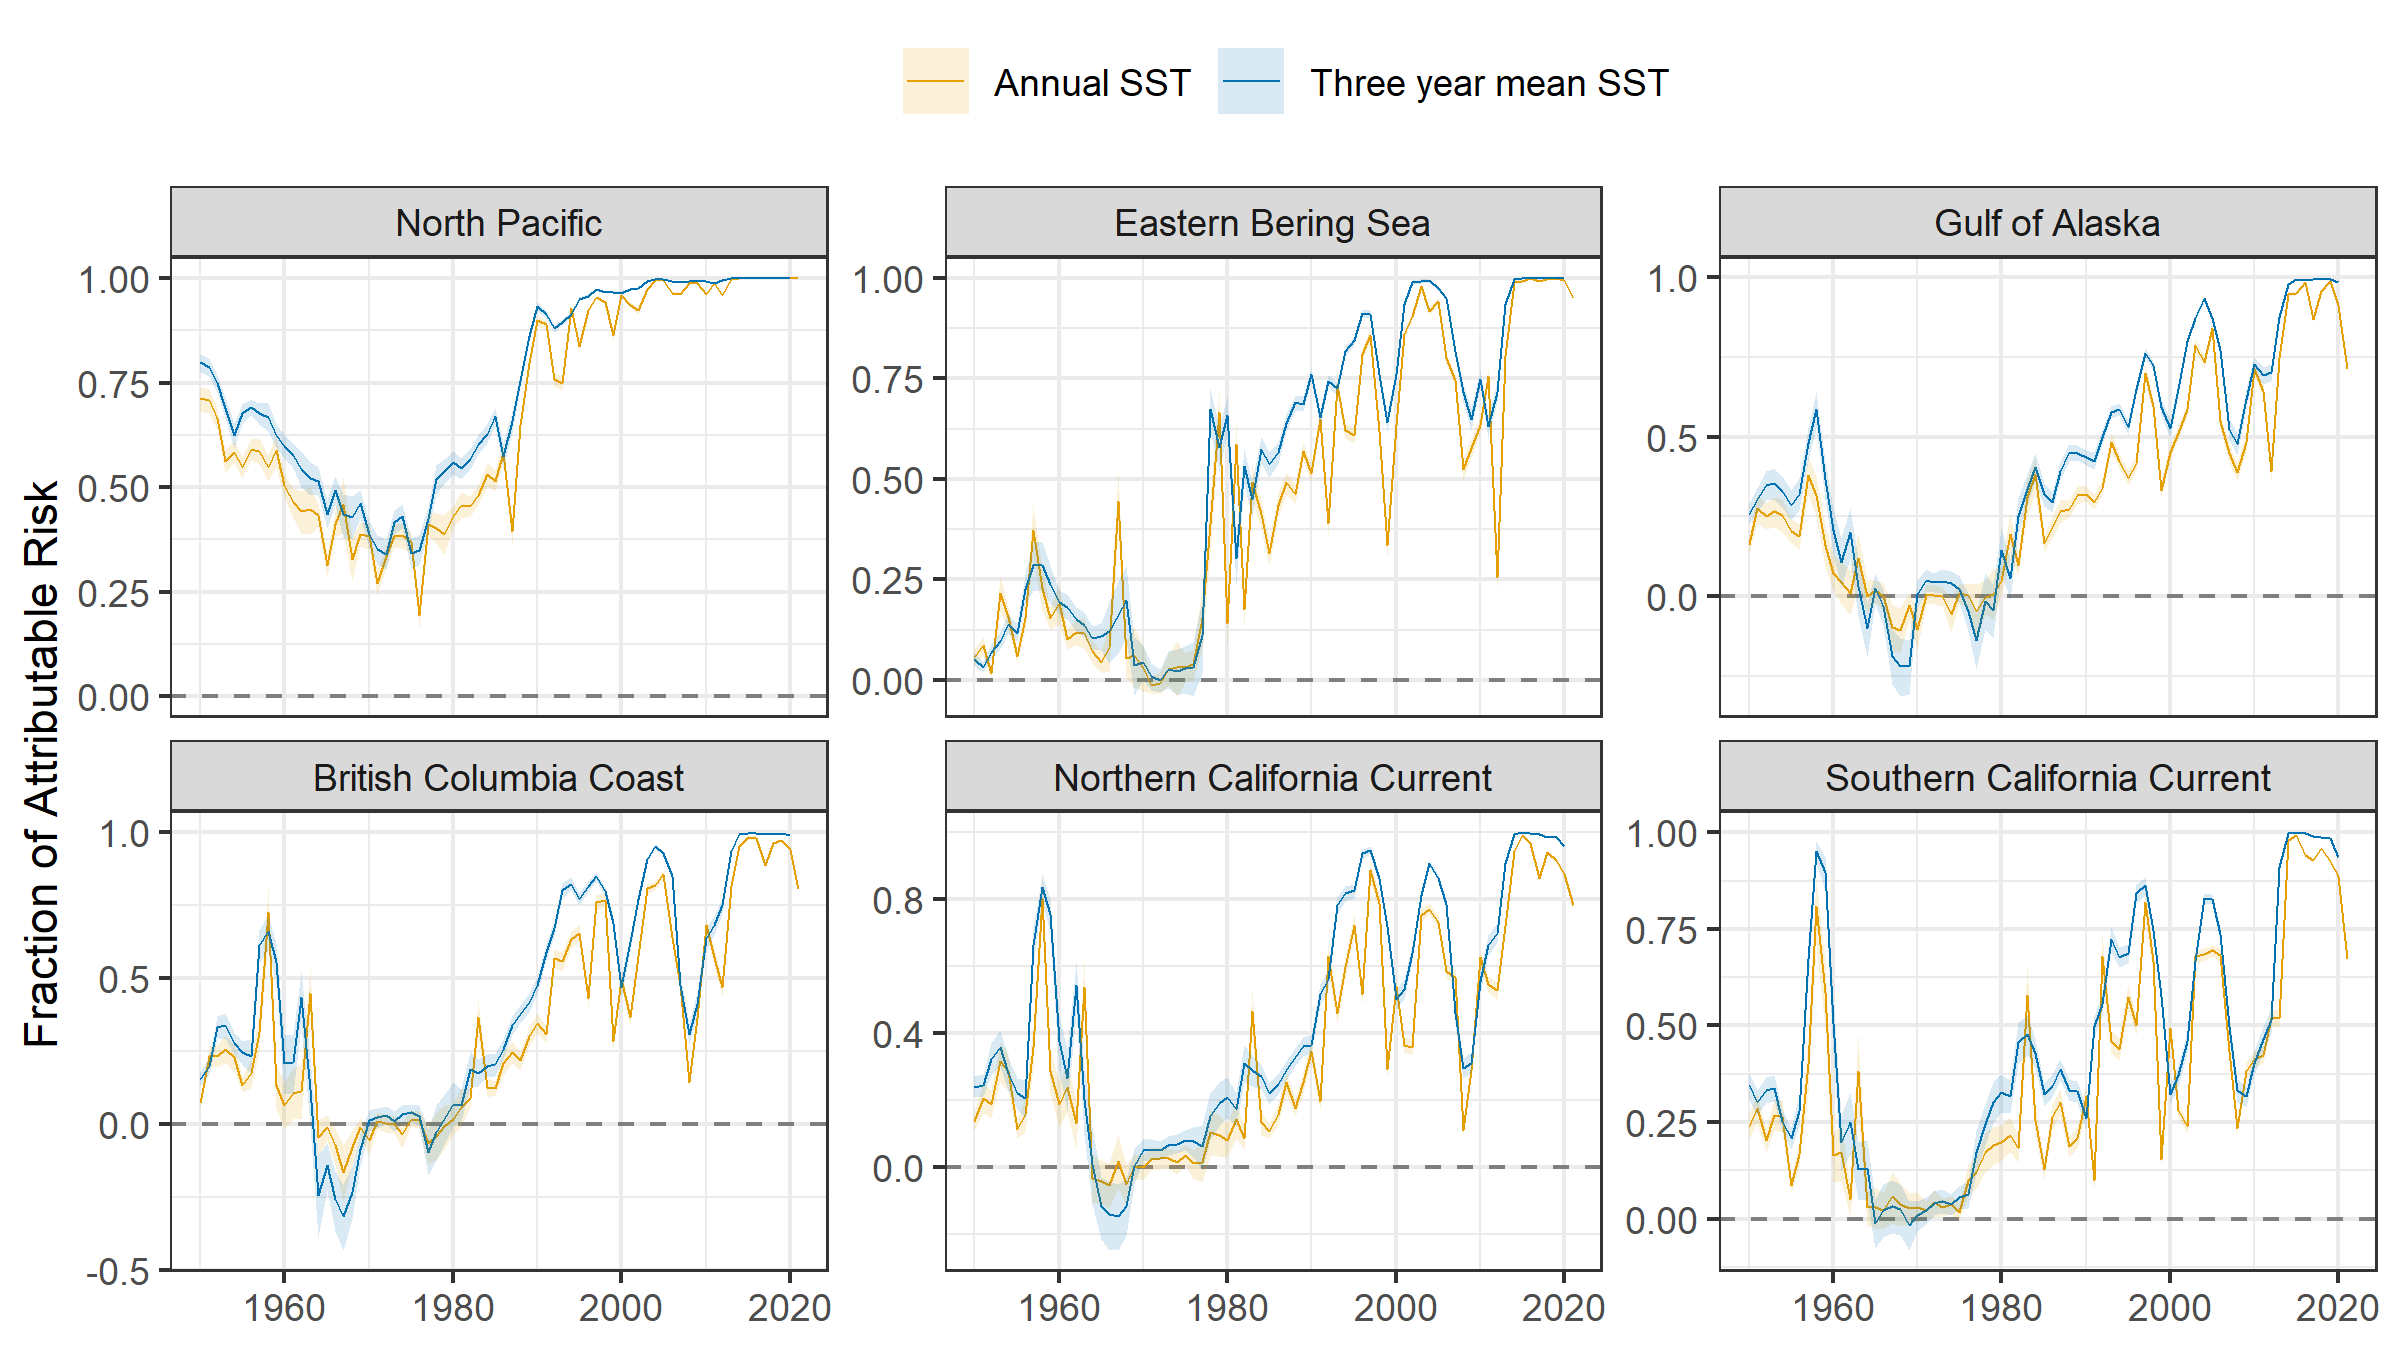 Annual SST Three year mean SST
North Pacific Eastern Bering Sea Gulf of Alaska
1.00 1.00 1.0
0.75 0.75
0.50 0.50 0.5
0.25 0.25 0.0
0.00 0.00
Fraction of Attributable Risk
British Columbia Coast Northern California Current Southern California Current
1.0 0.8 1.00
0.5 0.4 0.75
0.0 0.0 0.50
-0.5 0.25
0.00
1960 1980 2000 2020 1960 1980 2000 2020 1960 1980 2000 2020